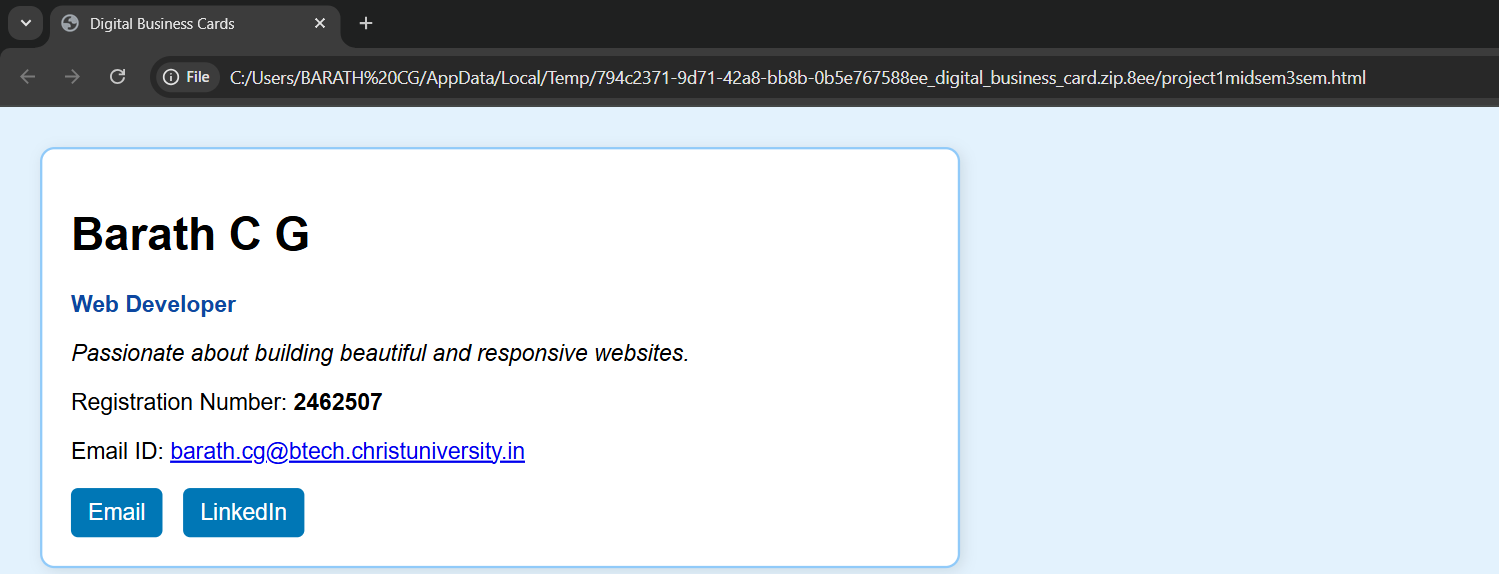 Digital Business Cards
File C:/Users/BARATH%20CG/AppData/Local/Temp/794c2371-9d71-42a8-bb8b-0b5e767588ee_digital_business_card.zip.8ee/project1midsem3sem.html
Barath C G
Web Developer
Passionate about building beautiful and responsive websites.
Registration Number: 2462507
Email ID: barath.cg@btech.christuniversity.in
Email LinkedIn